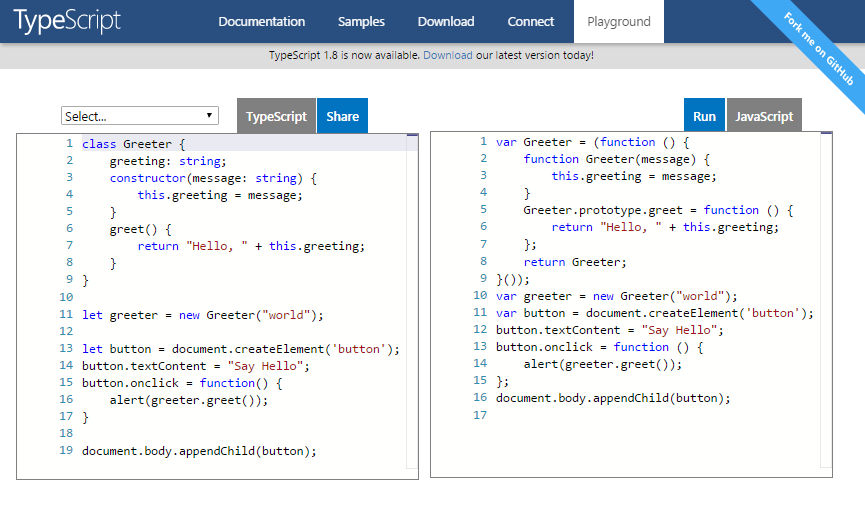 TypeScript Documentation Samples Download Connect Playground
Fork me on GitHub
TypeScript 1.8 is now available. Download our latest version today!
Select... TypeScript Share
1 class Greeter {
2     greeting: string;
3     constructor(message: string) {
4         this.greeting = message;
5     }
6     greet() {
7         return "Hello, " + this.greeting;
8     }
9 }
10
11 let greeter = new Greeter("world");
12
13 let button = document.createElement('button');
14 button.textContent = "Say Hello";
15 button.onclick = function() {
16     alert(greeter.greet());
17 }
18
19 document.body.appendChild(button);
Run JavaScript
1 var Greeter = (function () {
2     function Greeter(message) {
3         this.greeting = message;
4     }
5     Greeter.prototype.greet = function () {
6         return "Hello, " + this.greeting;
7     };
8     return Greeter;
9 }());
10 var greeter = new Greeter("world");
11 var button = document.createElement('button');
12 button.textContent = "Say Hello";
13 button.onclick = function () {
14     alert(greeter.greet());
15 };
16 document.body.appendChild(button);
17